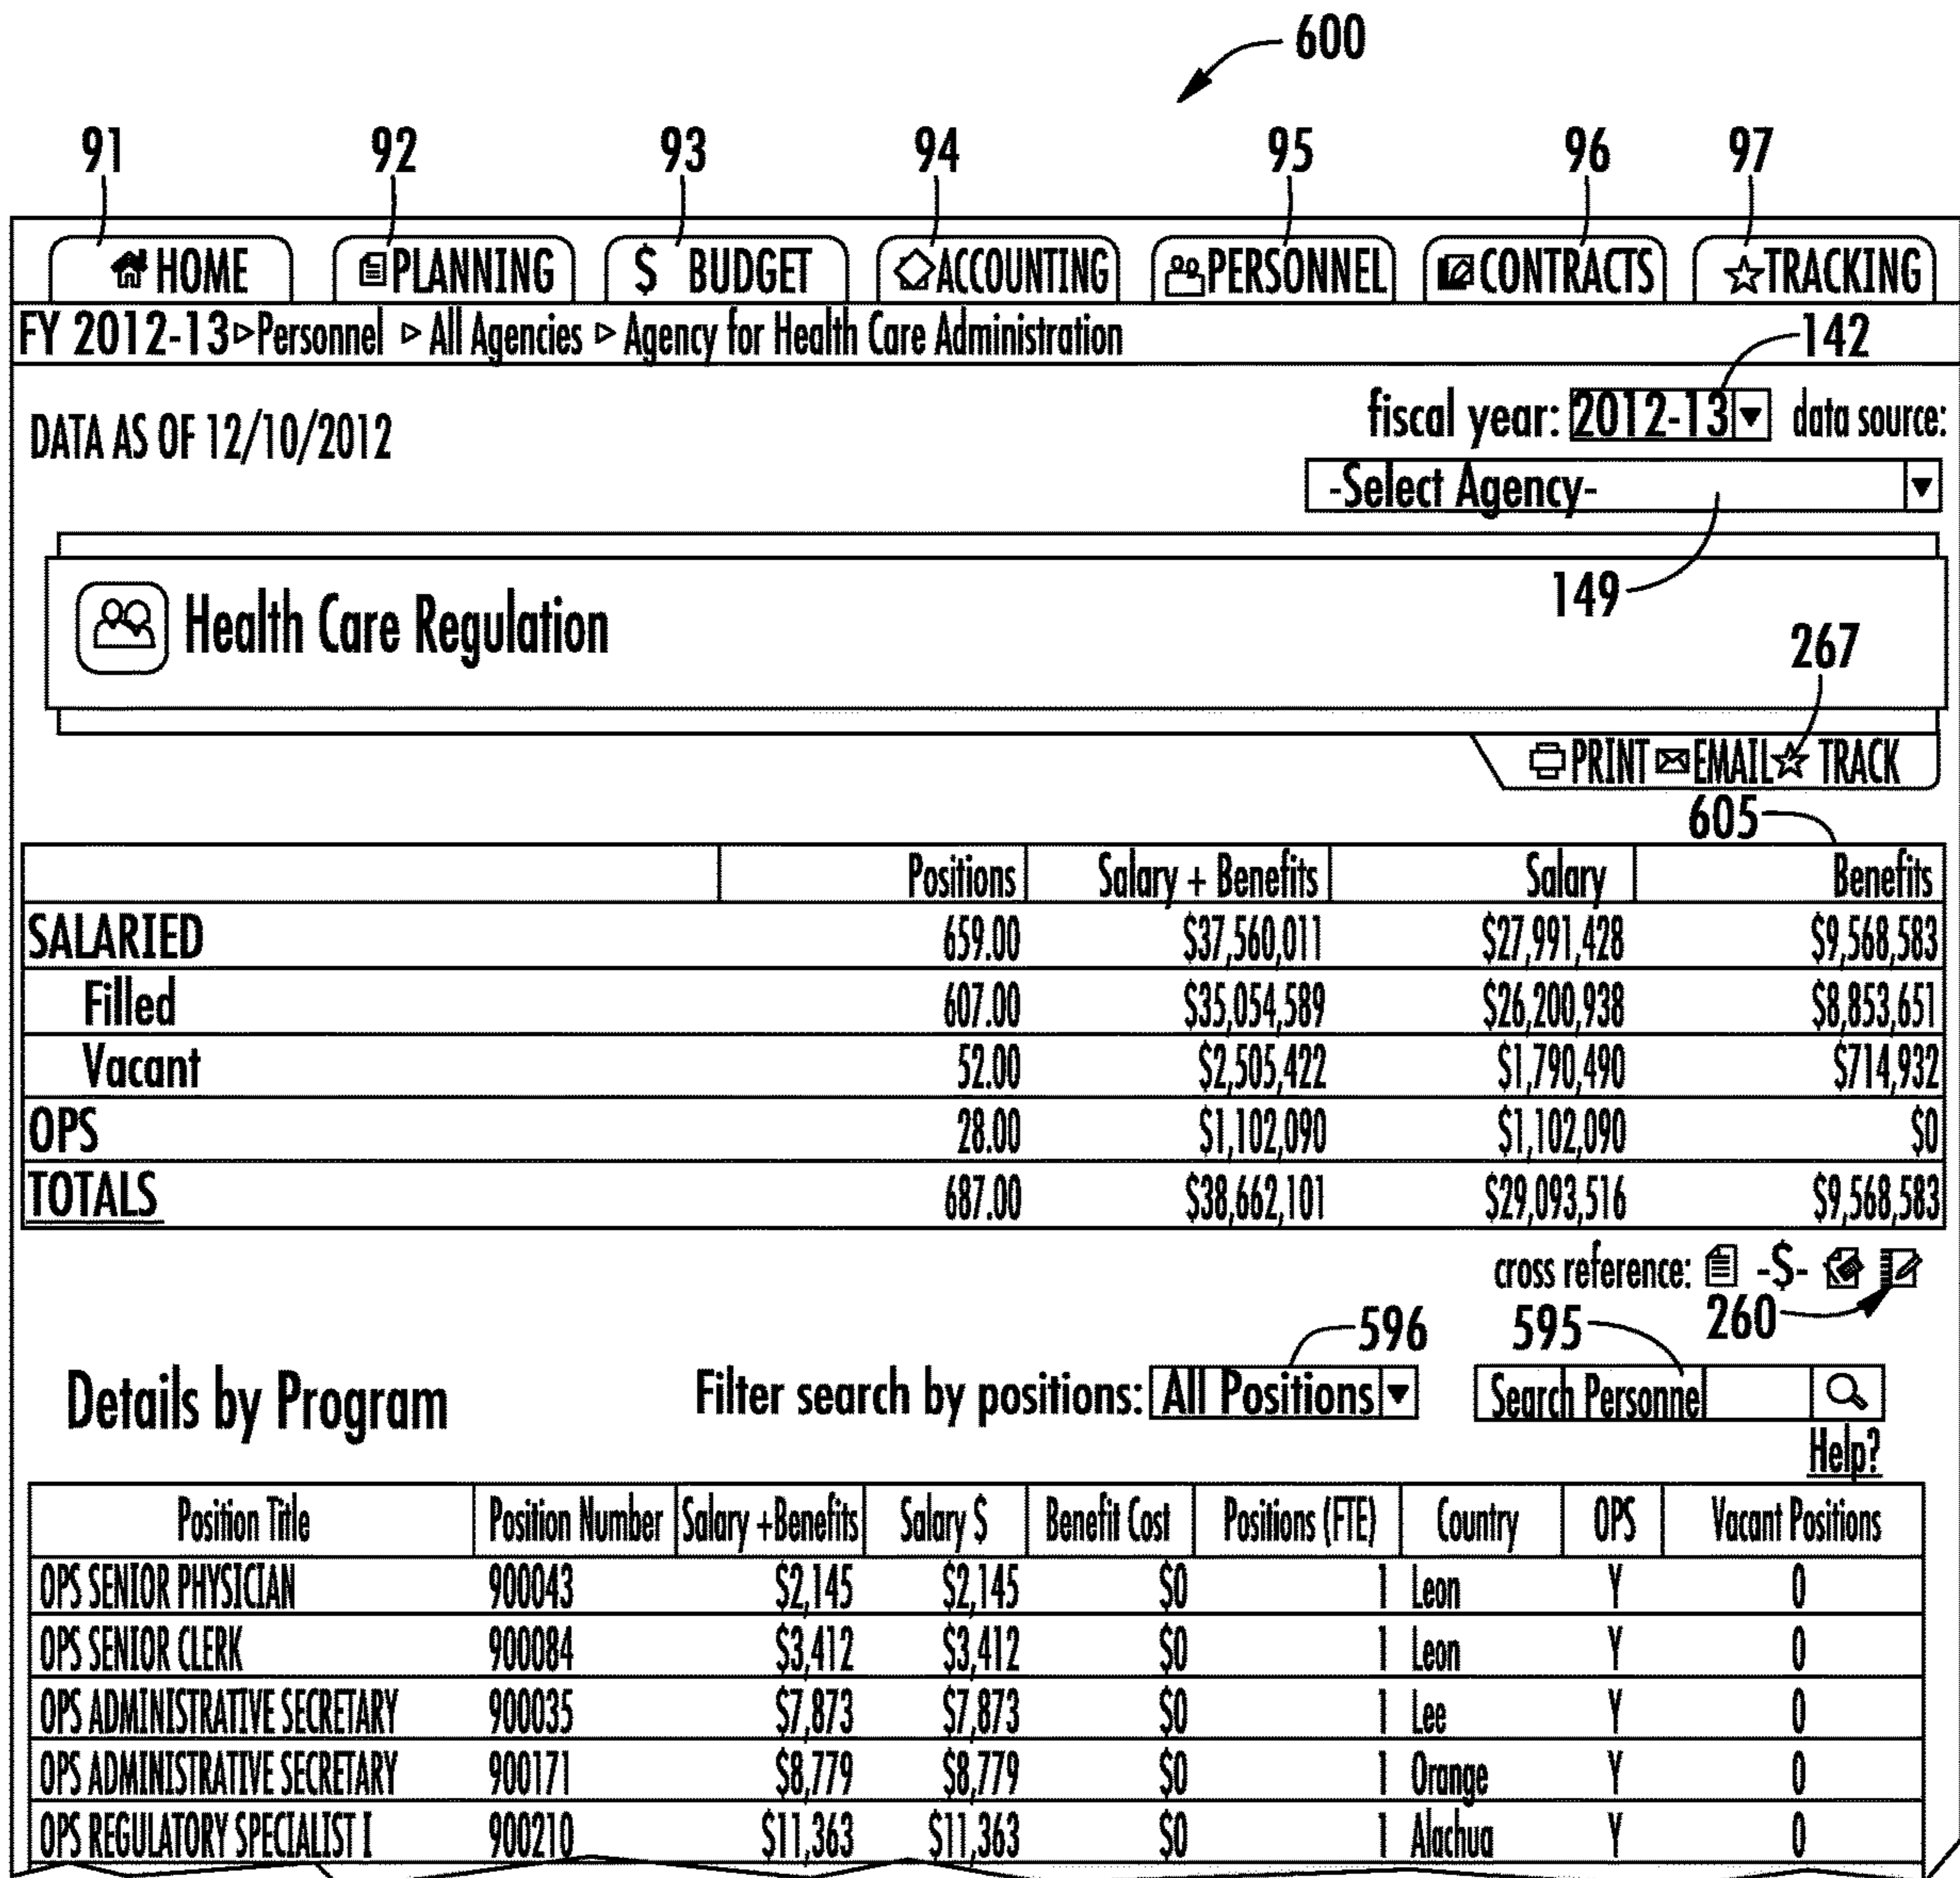 600
91 92 93 94 95 96 97
HOME PLANNING $ BUDGET ACCOUNTING PERSONNEL CONTRACTS TRACKING
FY 2012-13 ▹ Personnel ▹ All Agencies ▹ Agency for Health Care Administration
142
DATA AS OF 12/10/2012
fiscal year: 2012-13 ▼ data source:
-Select Agency- ▼
149
Health Care Regulation
267
PRINT EMAIL TRACK
605
Positions Salary + Benefits Salary Benefits
SALARIED 659.00 $37,560,011 $27,991,428 $9,568,583
Filled 607.00 $35,054,589 $26,200,938 $8,853,651
Vacant 52.00 $2,505,422 $1,790,490 $714,932
OPS 28.00 $1,102,090 $1,102,090 $0
TOTALS 687.00 $38,662,101 $29,093,516 $9,568,583
cross reference: -$-
596 595 260
Details by Program Filter search by positions: All Positions ▼ Search Personnel
Help?
Position Title Position Number Salary +Benefits Salary $ Benefit Cost Positions (FTE) Country OPS Vacant Positions
OPS SENIOR PHYSICIAN 900043 $2,145 $2,145 $0 1 Leon Y 0
OPS SENIOR CLERK 900084 $3,412 $3,412 $0 1 Leon Y 0
OPS ADMINISTRATIVE SECRETARY 900035 $7,873 $7,873 $0 1 Lee Y 0
OPS ADMINISTRATIVE SECRETARY 900171 $8,779 $8,779 $0 1 Orange Y 0
OPS REGULATORY SPECIALIST I 900210 $11,363 $11,363 $0 1 Alachua Y 0